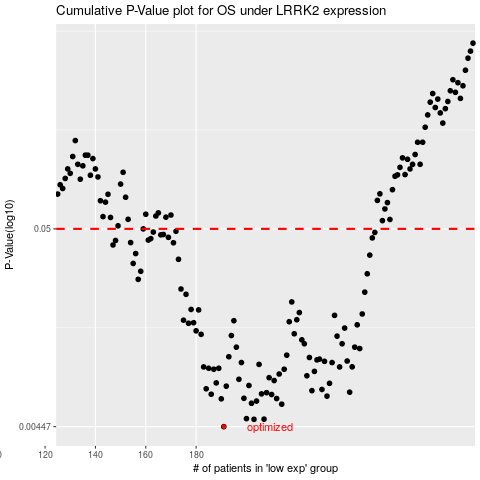 Cumulative P-Value plot for OS under LRRK2 expression
P-Value(log10)
0.05
0.00447
optimized
0
120
140
160
180
# of patients in 'low exp' group